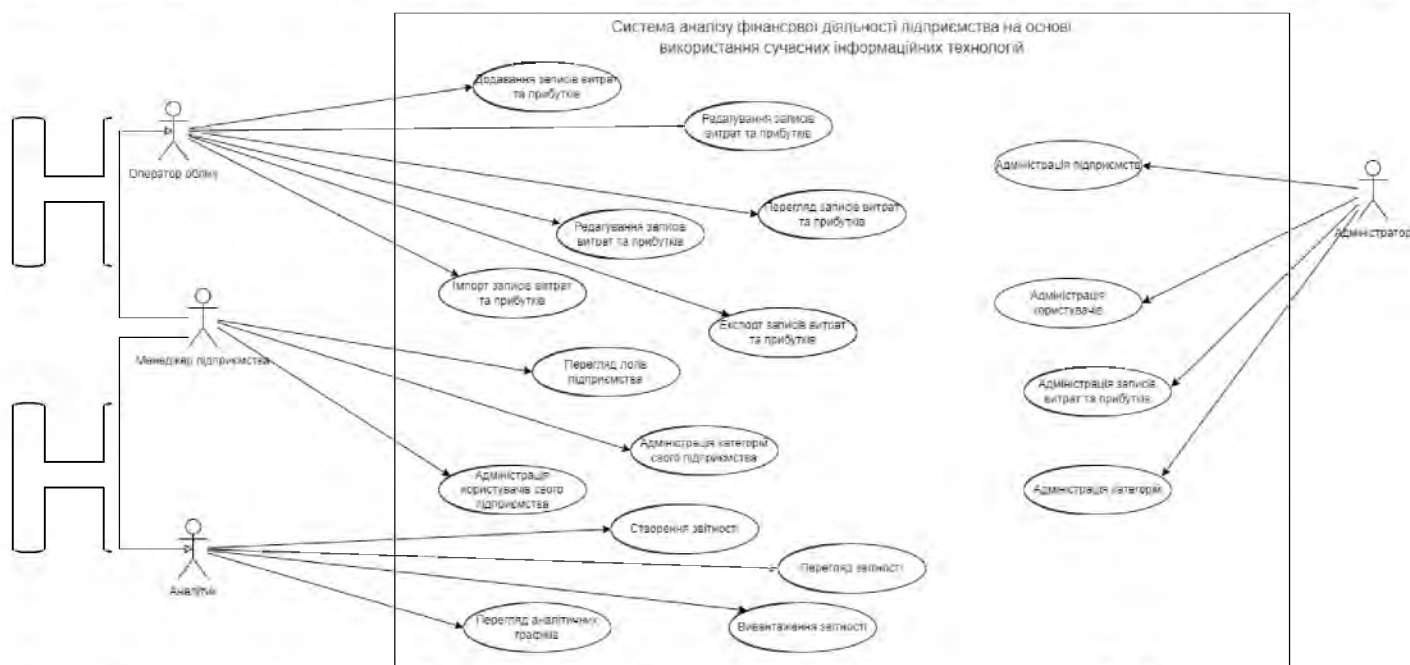 Система аналізу фінансової діяльності підприємства на основі
використання сучасних інформаційних технологій
Додавання записів витрат
та прибутків
Редагування записів
витрат та прибутків
Оператор обліку
Адміністрація підприємств
Перегляд записів витрат
та прибутків
Редагування записів
витрат та прибутків
Адміністратор
Імпорт записів витрат
та прибутків
Адміністрація
користувачів
Експорт записів витрат
та прибутків
Менеджер підприємства
Перегляд логів
підприємства
Адміністрація записів
витрат та прибутків
Адміністрація категорій
свого підприємства
Адміністрація
користувачів свого
підприємства
Адміністрація категорій
Створення звітності
Перегляд звітності
Аналітик
Перегляд аналітичних
графіків
Вивантаження звітності